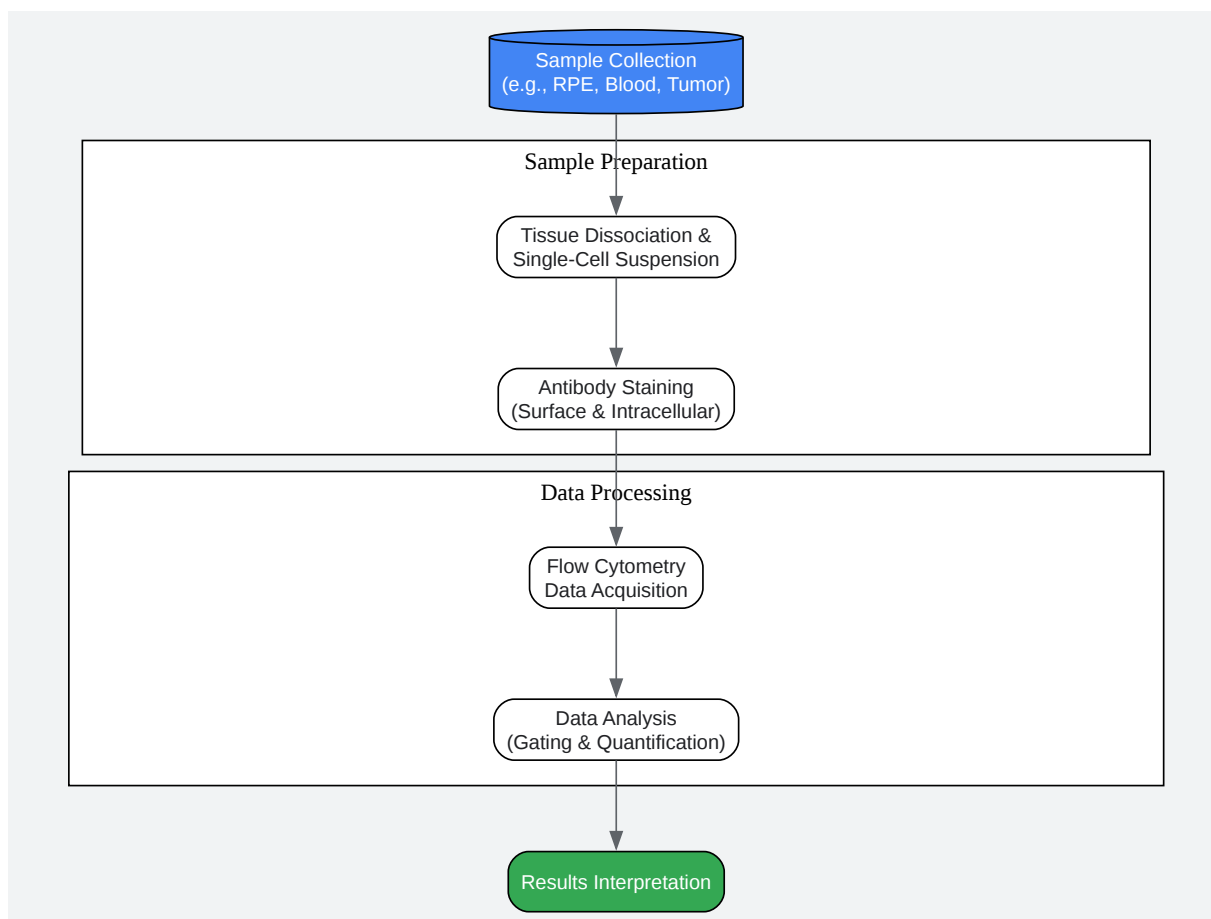 Sample Collection
(e.g., RPE, Blood, Tumor)
Sample Preparation
Tissue Dissociation &
Single-Cell Suspension
Antibody Staining
(Surface & Intracellular)
Data Processing
Flow Cytometry
Data Acquisition
Data Analysis
(Gating & Quantification)
Results Interpretation